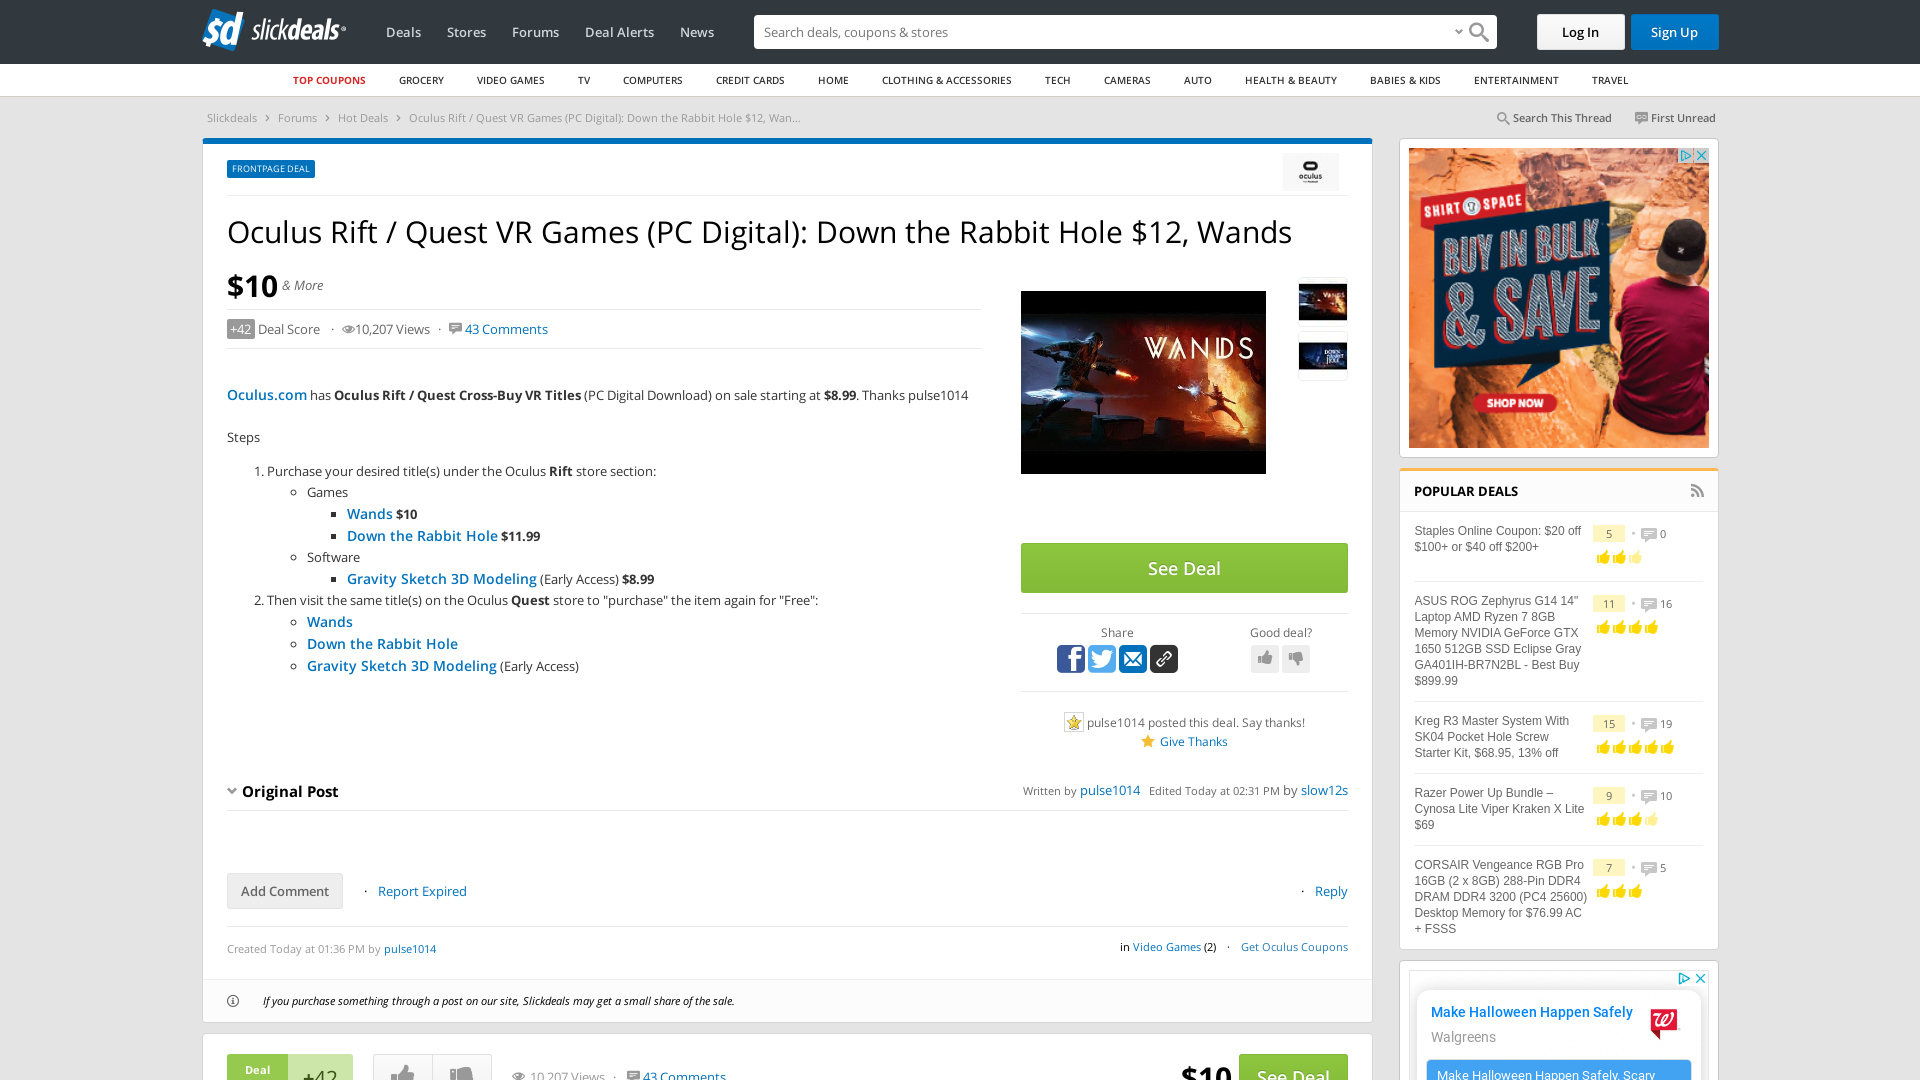 sd slickdeals
Deals
Stores
Forums
Deal Alerts
News
Search deals, coupons & stores
Log In
Sign Up
TOP COUPONS
GROCERY
VIDEO GAMES
TV
COMPUTERS
CREDIT CARDS
HOME
CLOTHING & ACCESSORIES
TECH
CAMERAS
AUTO
HEALTH & BEAUTY
BABIES & KIDS
ENTERTAINMENT
TRAVEL
Slickdeals › Forums › Hot Deals › Oculus Rift / Quest VR Games (PC Digital): Down the Rabbit Hole $12, Wan...
Search This Thread
First Unread
FRONTPAGE DEAL
oculus
Oculus Rift / Quest VR Games (PC Digital): Down the Rabbit Hole $12, Wands
$10 & More
+42 Deal Score · 10,207 Views · 43 Comments
Oculus.com has Oculus Rift / Quest Cross-Buy VR Titles (PC Digital Download) on sale starting at $8.99. Thanks pulse1014
Steps
1. Purchase your desired title(s) under the Oculus Rift store section:
Games
Wands $10
Down the Rabbit Hole $11.99
Software
Gravity Sketch 3D Modeling (Early Access) $8.99
2. Then visit the same title(s) on the Oculus Quest store to "purchase" the item again for "Free":
Wands
Down the Rabbit Hole
Gravity Sketch 3D Modeling (Early Access)
WANDS
See Deal
Share
Good deal?
pulse1014 posted this deal. Say thanks!
Give Thanks
Original Post
Written by pulse1014 Edited Today at 02:31 PM by slow12s
Add Comment
· Report Expired
· Reply
Created Today at 01:36 PM by pulse1014
in Video Games (2) · Get Oculus Coupons
If you purchase something through a post on our site, Slickdeals may get a small share of the sale.
Deal
+42
10,207 Views · 43 Comments
$10
See Deal
SHIRT SPACE
BUY IN BULK
& SAVE
SHOP NOW
POPULAR DEALS
Staples Online Coupon: $20 off
$100+ or $40 off $200+
5 · 0
ASUS ROG Zephyrus G14 14"
Laptop AMD Ryzen 7 8GB
Memory NVIDIA GeForce GTX
1650 512GB SSD Eclipse Gray
GA401IH-BR7N2BL - Best Buy
$899.99
11 · 16
Kreg R3 Master System With
SK04 Pocket Hole Screw
Starter Kit, $68.95, 13% off
15 · 19
Razer Power Up Bundle –
Cynosa Lite Viper Kraken X Lite
$69
9 · 10
CORSAIR Vengeance RGB Pro
16GB (2 x 8GB) 288-Pin DDR4
DRAM DDR4 3200 (PC4 25600)
Desktop Memory for $76.99 AC
+ FSSS
7 · 5
Make Halloween Happen Safely
Walgreens
Make Halloween Happen Safely. Scary